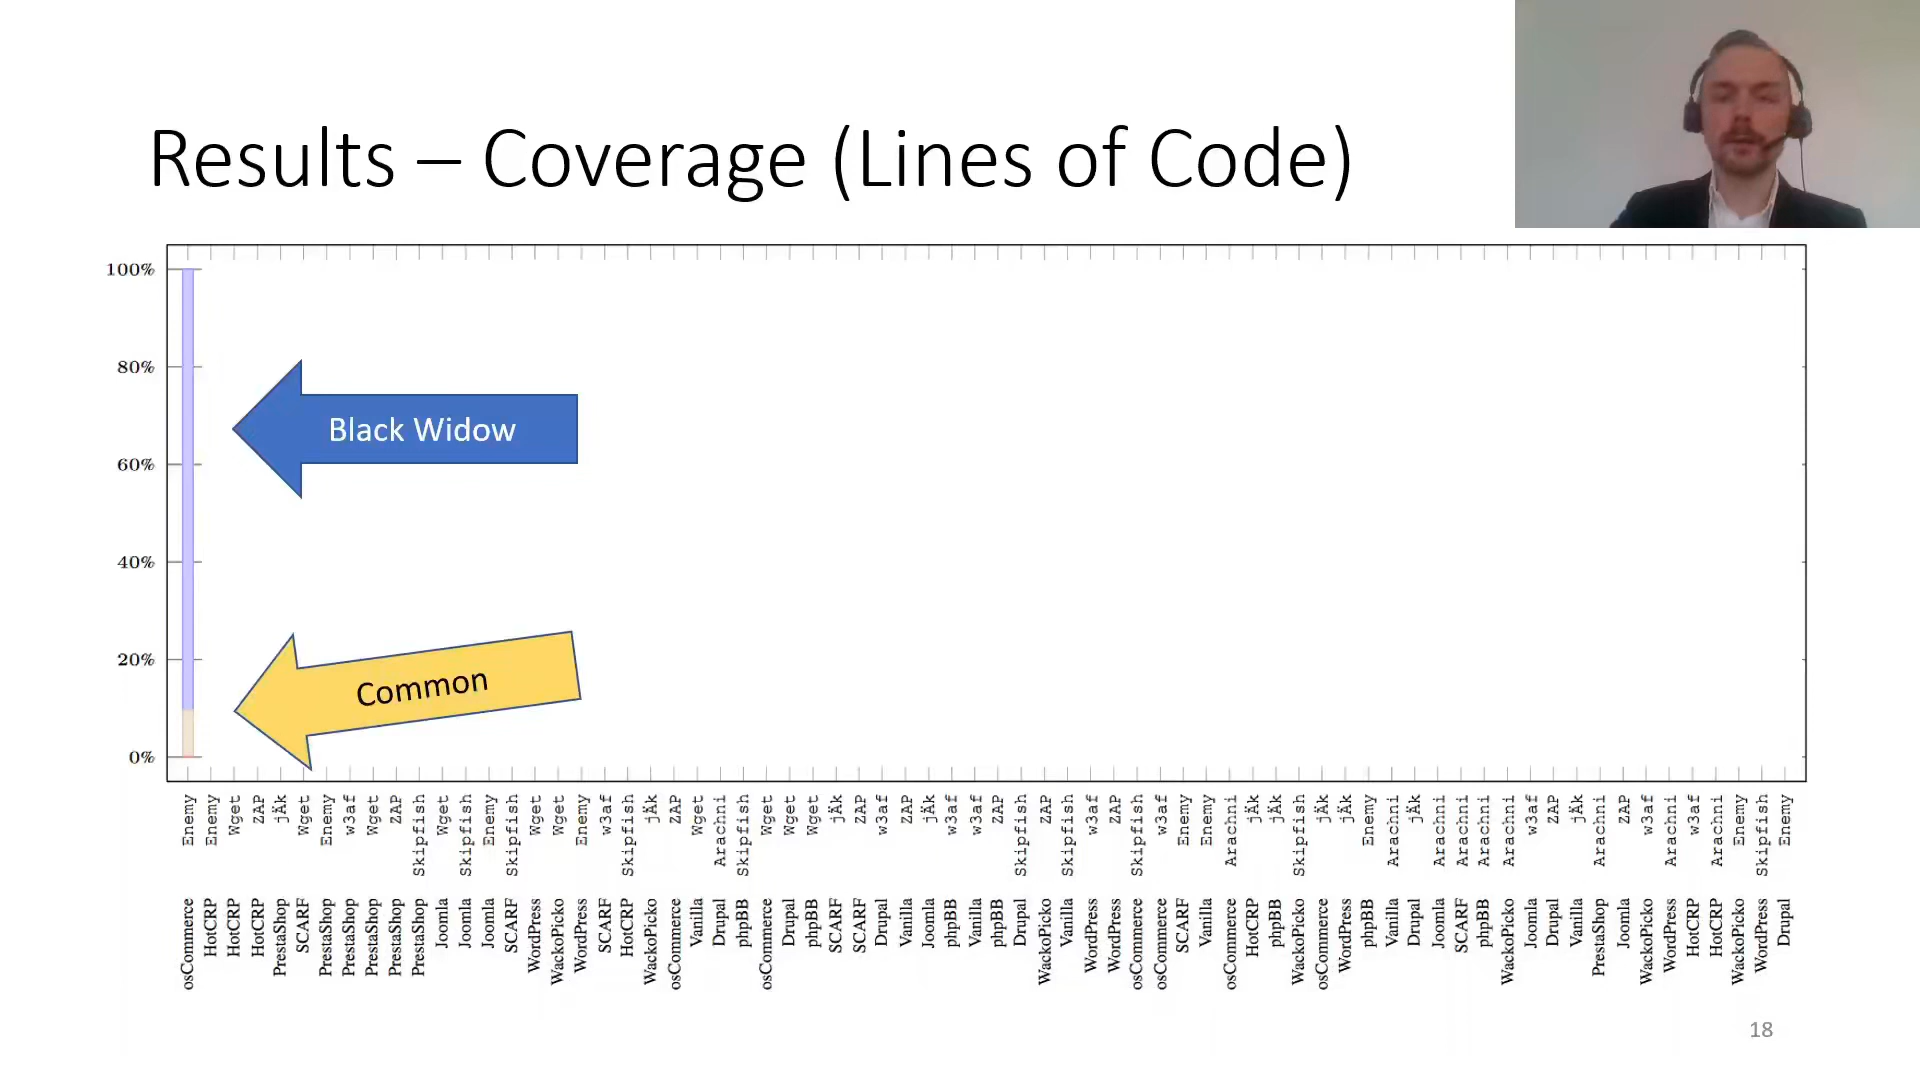 Results – Coverage (Lines of Code)
100%
80%
60%
40%
20%
0%
Black Widow
Common
Enemy Enemy Wget ZAP jÄk Wget Enemy w3af Wget ZAP Skipfish Wget Skipfish Enemy Skipfish Wget Wget Enemy w3af Skipfish jÄk ZAP Wget Arachni Skipfish Wget Wget Wget jÄk ZAP w3af ZAP jÄk w3af w3af ZAP Skipfish ZAP Skipfish w3af ZAP Skipfish w3af Enemy Enemy Arachni jÄk jÄk Skipfish jÄk jÄk Enemy Arachni jÄk Arachni Arachni Arachni Arachni w3af ZAP jÄk Arachni ZAP w3af Arachni w3af Arachni Enemy Skipfish Enemy
osCommerce HotCRP HotCRP HotCRP PrestaShop SCARF PrestaShop PrestaShop PrestaShop PrestaShop PrestaShop Joomla Joomla Joomla SCARF WordPress WackoPicko WordPress SCARF HotCRP WackoPicko osCommerce Vanilla Drupal phpBB osCommerce Drupal phpBB SCARF SCARF Drupal Vanilla Joomla phpBB Vanilla phpBB Drupal WackoPicko Vanilla WordPress WordPress osCommerce osCommerce SCARF Vanilla osCommerce HotCRP phpBB WackoPicko osCommerce WordPress phpBB Vanilla Drupal Joomla SCARF phpBB WackoPicko Joomla Drupal Vanilla PrestaShop Joomla WackoPicko WordPress HotCRP HotCRP WackoPicko WordPress Drupal
18